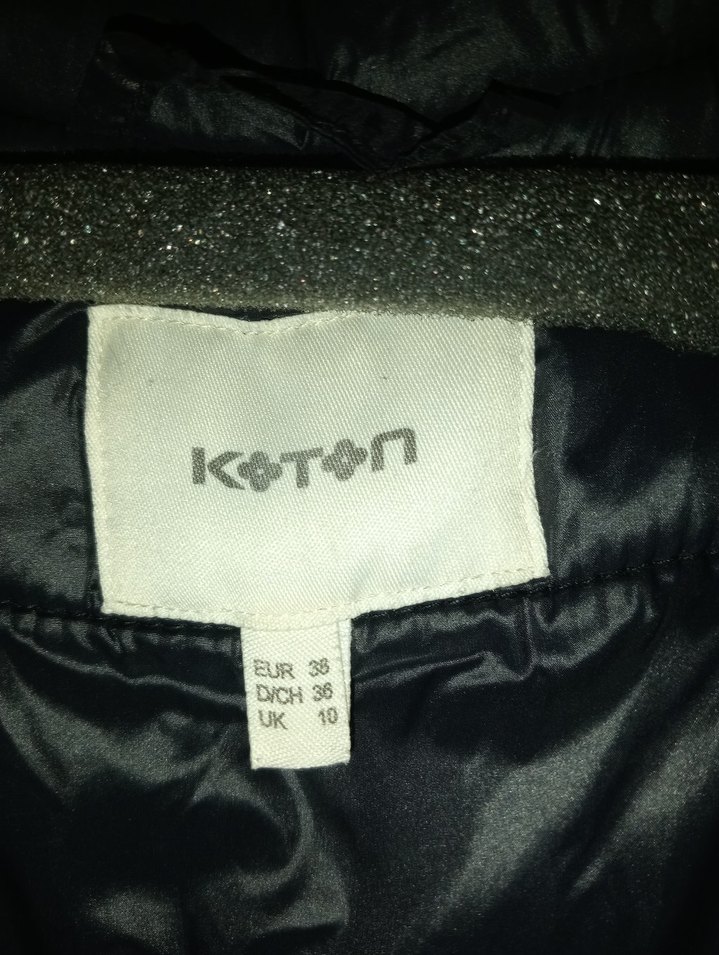 KOTON
EUR 38
D/CH 36
UK 10